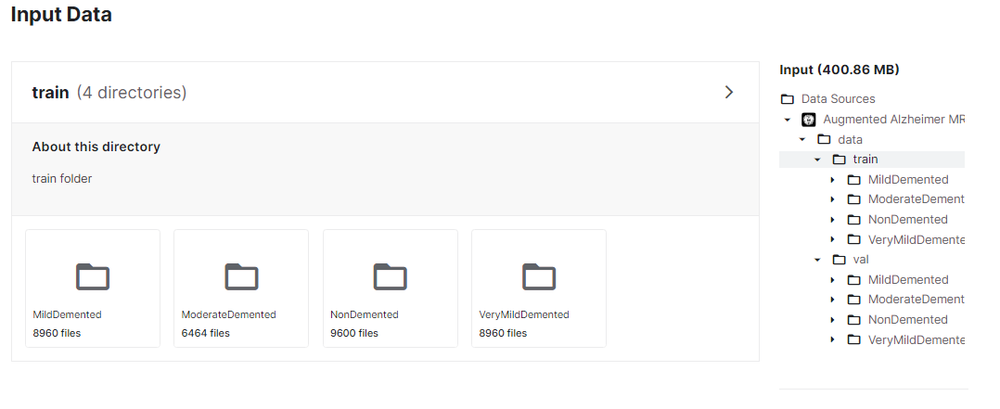 Input Data
train (4 directories)
About this directory
train folder
MildDemented
8960 files
ModerateDemented
6464 files
NonDemented
9600 files
VeryMildDemented
8960 files
Input (400.86 MB)
Data Sources
Augmented Alzheimer MR
data
train
MildDemented
ModerateDement
NonDemented
VeryMildDemente
val
MildDemented
ModerateDement
NonDemented
VeryMildDemente